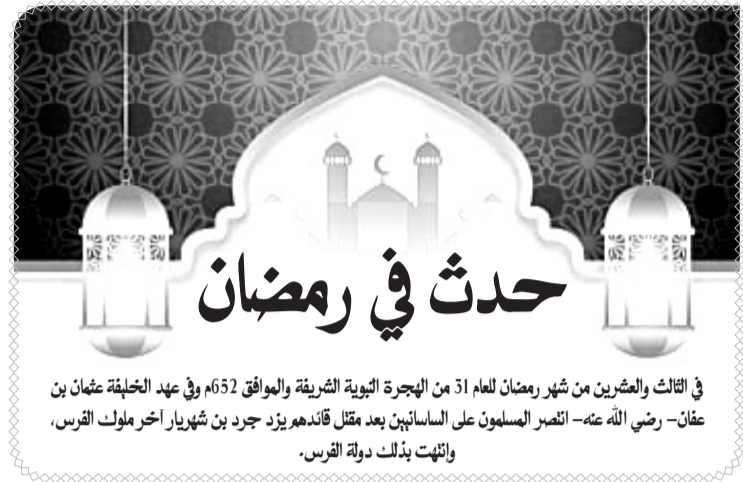 حدث في رمضان
في الثالث والعشرين من شهر رمضان للعام 31 من الهجرة النبوية الشريفة والموافق 652م وفي عهد الخليفة عثمان بن
عفان- رضي الله عنه- انتصر المسلمون على الساسانيين بعد مقتل قائدهم يزد جرد بن شهريار آخر ملوك الفرس،
وانتهت بذلك دولة الفرس.